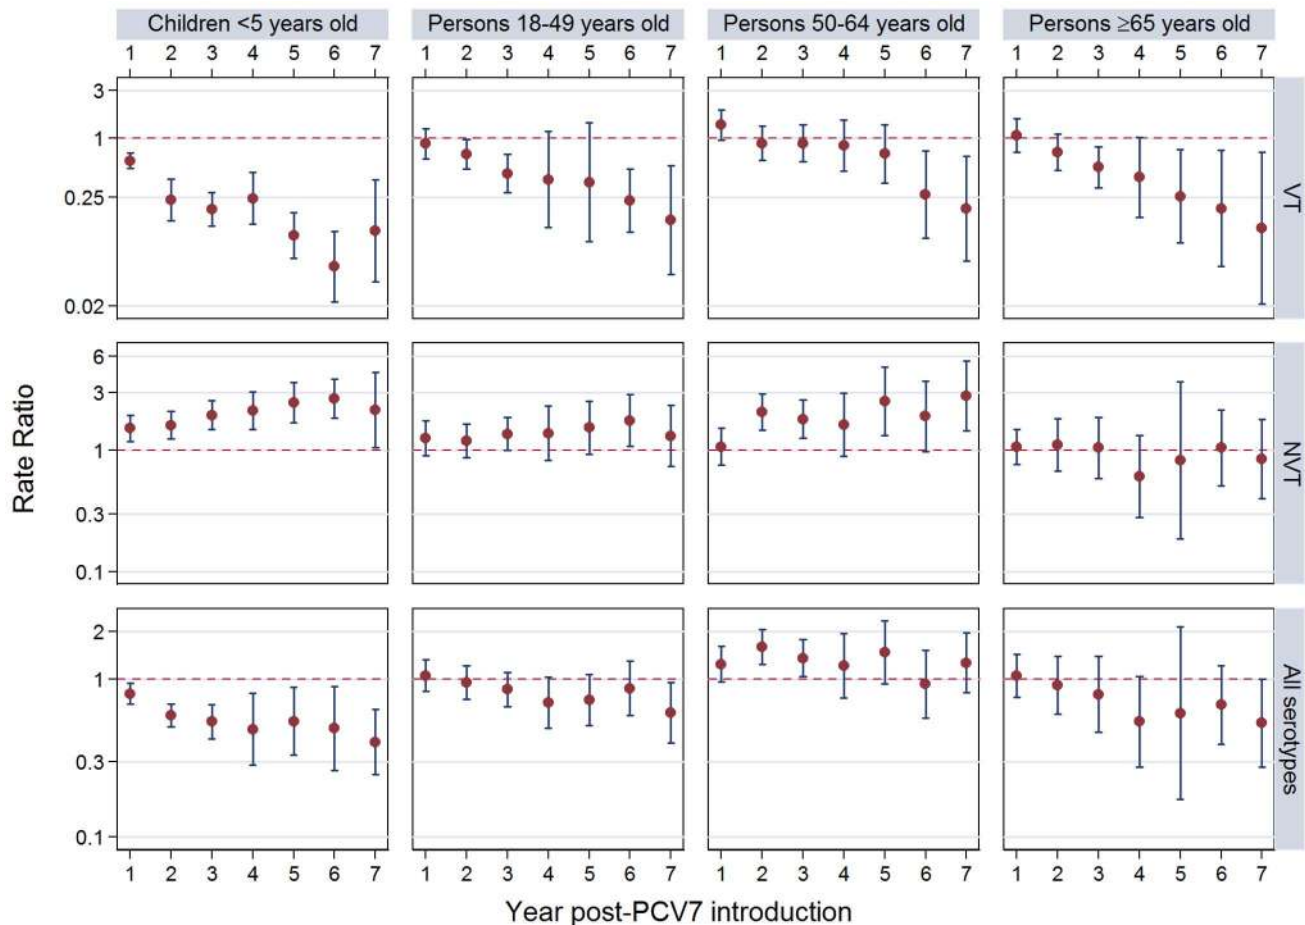 Children <5 years old Persons 18-49 years old Persons 50-64 years old Persons ≥65 years old
1 2 3 4 5 6 7 1 2 3 4 5 6 7 1 2 3 4 5 6 7 1 2 3 4 5 6 7
3
1
0.25
0.02
VT
6
3
1
0.3
0.1
NVT
2
1
0.3
0.1
All serotypes
Rate Ratio
1 2 3 4 5 6 7 1 2 3 4 5 6 7 1 2 3 4 5 6 7 1 2 3 4 5 6 7
Year post-PCV7 introduction